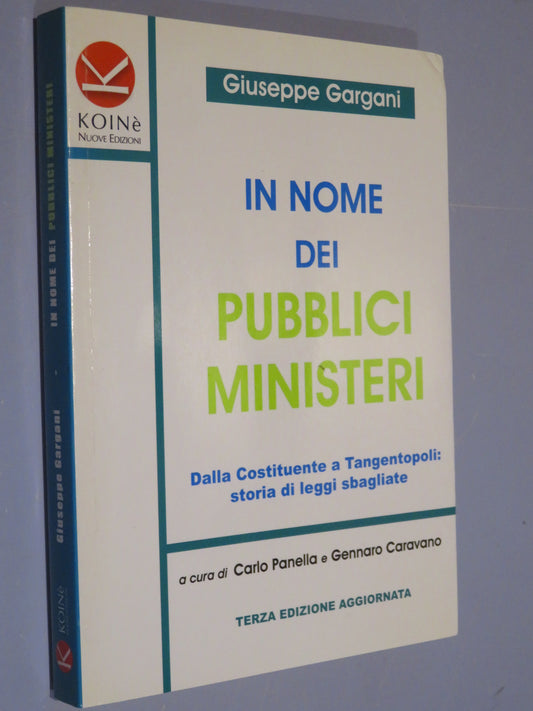 KOINè
NUOVE EDIZIONI
Giuseppe Gargani
IN NOME
DEI
PUBBLICI
MINISTERI
Dalla Costituente a Tangentopoli:
storia di leggi sbagliate
a cura di Carlo Panella e Gennaro Caravano
TERZA EDIZIONE AGGIORNATA
KOINè Giuseppe Gargani - IN NOME DEI PUBBLICI MINISTERI